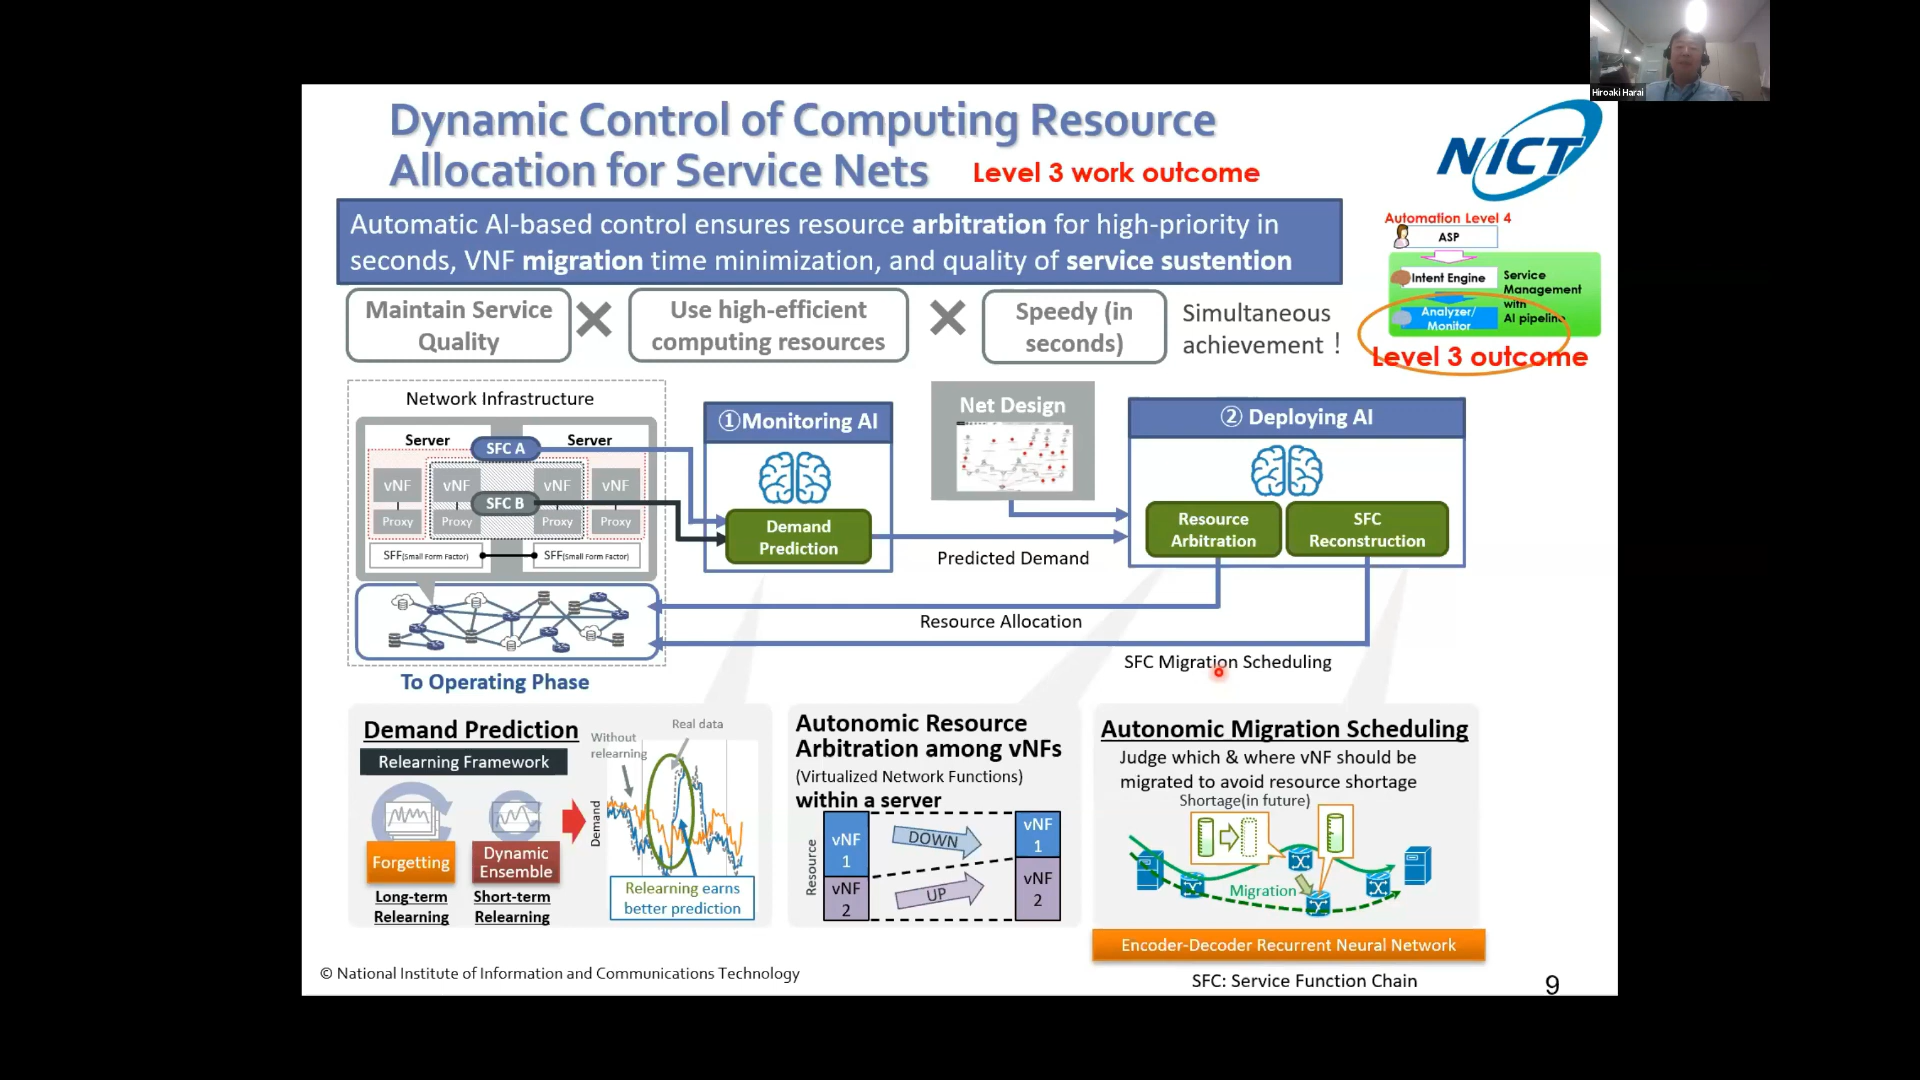 Hiroaki Harai
Dynamic Control of Computing Resource
Allocation for Service Nets
Level 3 work outcome
NICT
Automatic AI-based control ensures resource arbitration for high-priority in
seconds, VNF migration time minimization, and quality of service sustention
Automation Level 4
ASP
Intent Engine
Analyzer/
Monitor
Service
Management
with
AI pipeline
Level 3 outcome
Maintain Service
Quality
Use high-efficient
computing resources
Speedy (in
seconds)
Simultaneous
achievement !
Network Infrastructure
Server
Server
SFC A
vNF
vNF
vNF
vNF
SFC B
Proxy
Proxy
Proxy
Proxy
SFF(Small Form Factor)
SFF(Small Form Factor)
To Operating Phase
①Monitoring AI
Demand
Prediction
Net Design
Predicted Demand
② Deploying AI
Resource
Arbitration
SFC
Reconstruction
Resource Allocation
SFC Migration Scheduling
Demand Prediction
Relearning Framework
Forgetting
Long-term
Relearning
Dynamic
Ensemble
Short-term
Relearning
Without
relearning
Real data
Demand
Relearning earns
better prediction
Autonomic Resource
Arbitration among vNFs
(Virtualized Network Functions)
within a server
Resource
vNF
1
vNF
2
DOWN
UP
vNF
1
vNF
2
Autonomic Migration Scheduling
Judge which & where vNF should be
migrated to avoid resource shortage
Shortage(in future)
Migration
Encoder-Decoder Recurrent Neural Network
SFC: Service Function Chain
© National Institute of Information and Communications Technology
9